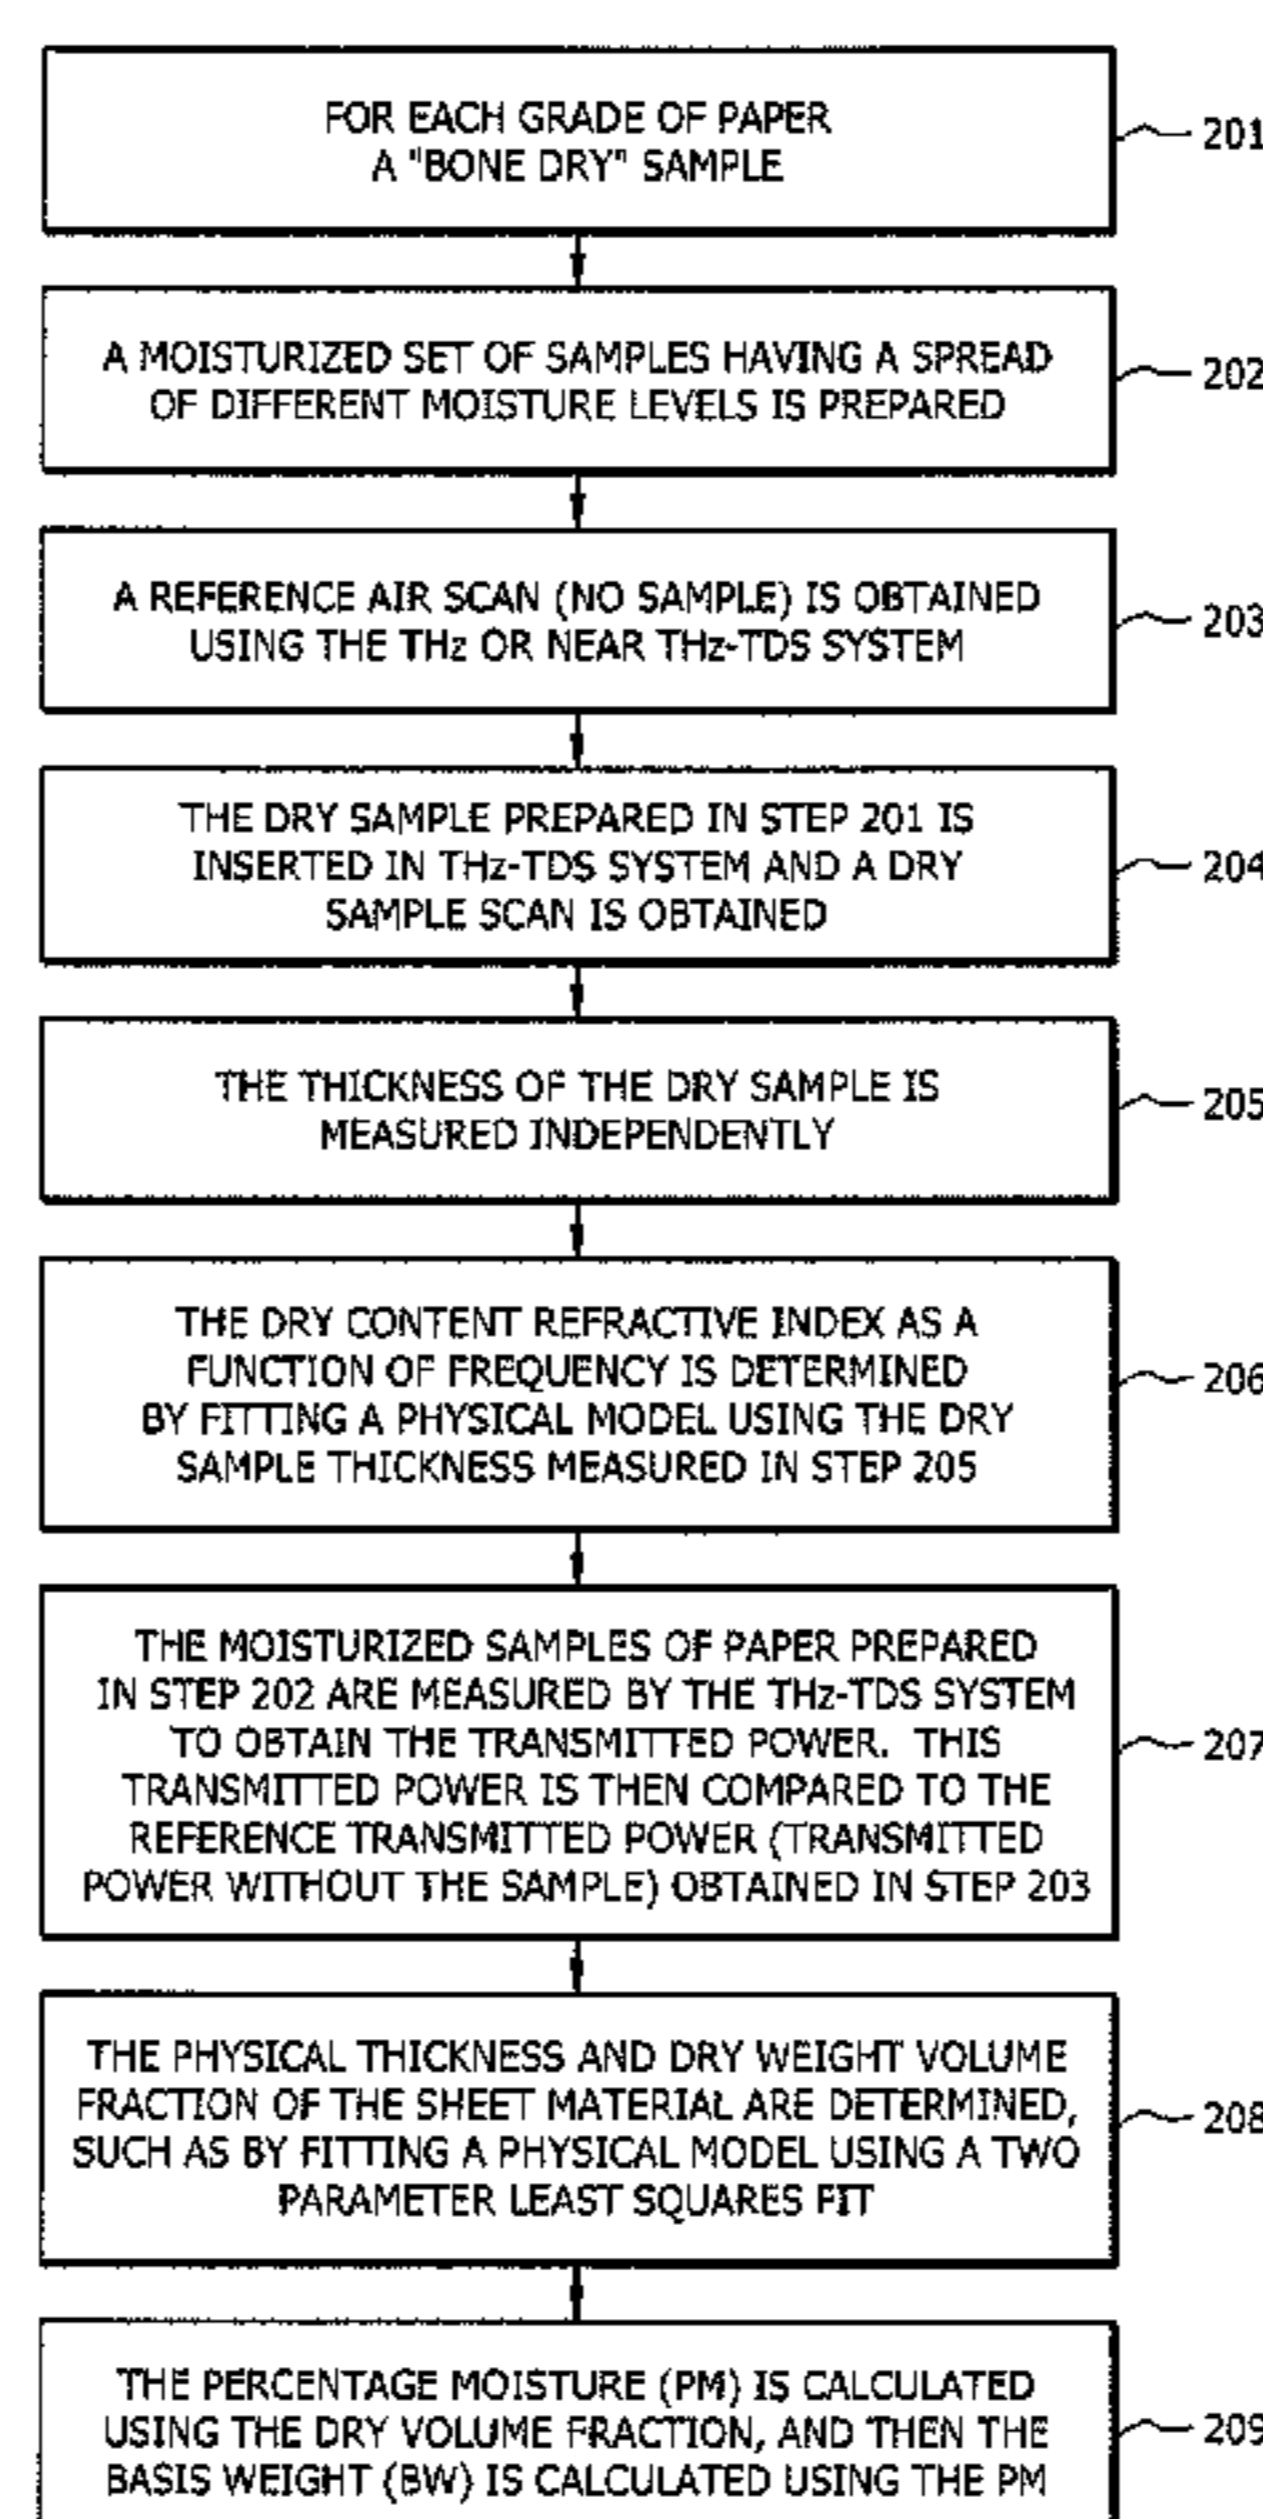 FOR EACH GRADE OF PAPER
A "BONE DRY" SAMPLE
201
A MOISTURIZED SET OF SAMPLES HAVING A SPREAD
OF DIFFERENT MOISTURE LEVELS IS PREPARED
202
A REFERENCE AIR SCAN (NO SAMPLE) IS OBTAINED
USING THE THz OR NEAR THz-TDS SYSTEM
203
THE DRY SAMPLE PREPARED IN STEP 201 IS
INSERTED IN THz-TDS SYSTEM AND A DRY
SAMPLE SCAN IS OBTAINED
204
THE THICKNESS OF THE DRY SAMPLE IS
MEASURED INDEPENDENTLY
205
THE DRY CONTENT REFRACTIVE INDEX AS A
FUNCTION OF FREQUENCY IS DETERMINED
BY FITTING A PHYSICAL MODEL USING THE DRY
SAMPLE THICKNESS MEASURED IN STEP 205
206
THE MOISTURIZED SAMPLES OF PAPER PREPARED
IN STEP 202 ARE MEASURED BY THE THz-TDS SYSTEM
TO OBTAIN THE TRANSMITTED POWER. THIS
TRANSMITTED POWER IS THEN COMPARED TO THE
REFERENCE TRANSMITTED POWER (TRANSMITTED
POWER WITHOUT THE SAMPLE) OBTAINED IN STEP 203
207
THE PHYSICAL THICKNESS AND DRY WEIGHT VOLUME
FRACTION OF THE SHEET MATERIAL ARE DETERMINED,
SUCH AS BY FITTING A PHYSICAL MODEL USING A TWO
PARAMETER LEAST SQUARES FIT
208
THE PERCENTAGE MOISTURE (PM) IS CALCULATED
USING THE DRY VOLUME FRACTION, AND THEN THE
BASIS WEIGHT (BW) IS CALCULATED USING THE PM
209